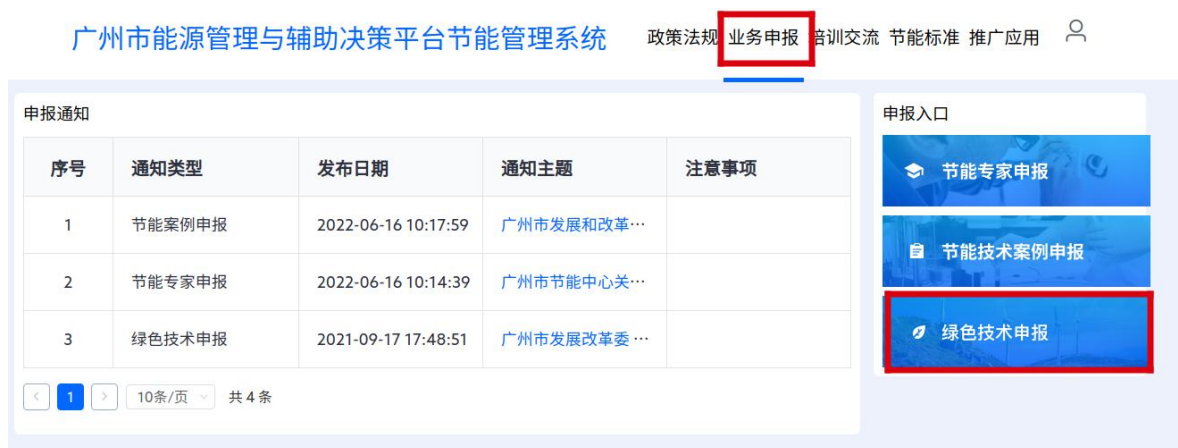 广州市能源管理与辅助决策平台节能管理系统 政策法规 业务申报 培训交流 节能标准 推广应用
申报通知
序号 通知类型 发布日期 通知主题 注意事项
1 节能案例申报 2022-06-16 10:17:59 广州市发展和改革…
2 节能专家申报 2022-06-16 10:14:39 广州市节能中心关…
3 绿色技术申报 2021-09-17 17:48:51 广州市发展改革委 …
1 10条/页 共 4 条
申报入口
节能专家申报
节能技术案例申报
绿色技术申报